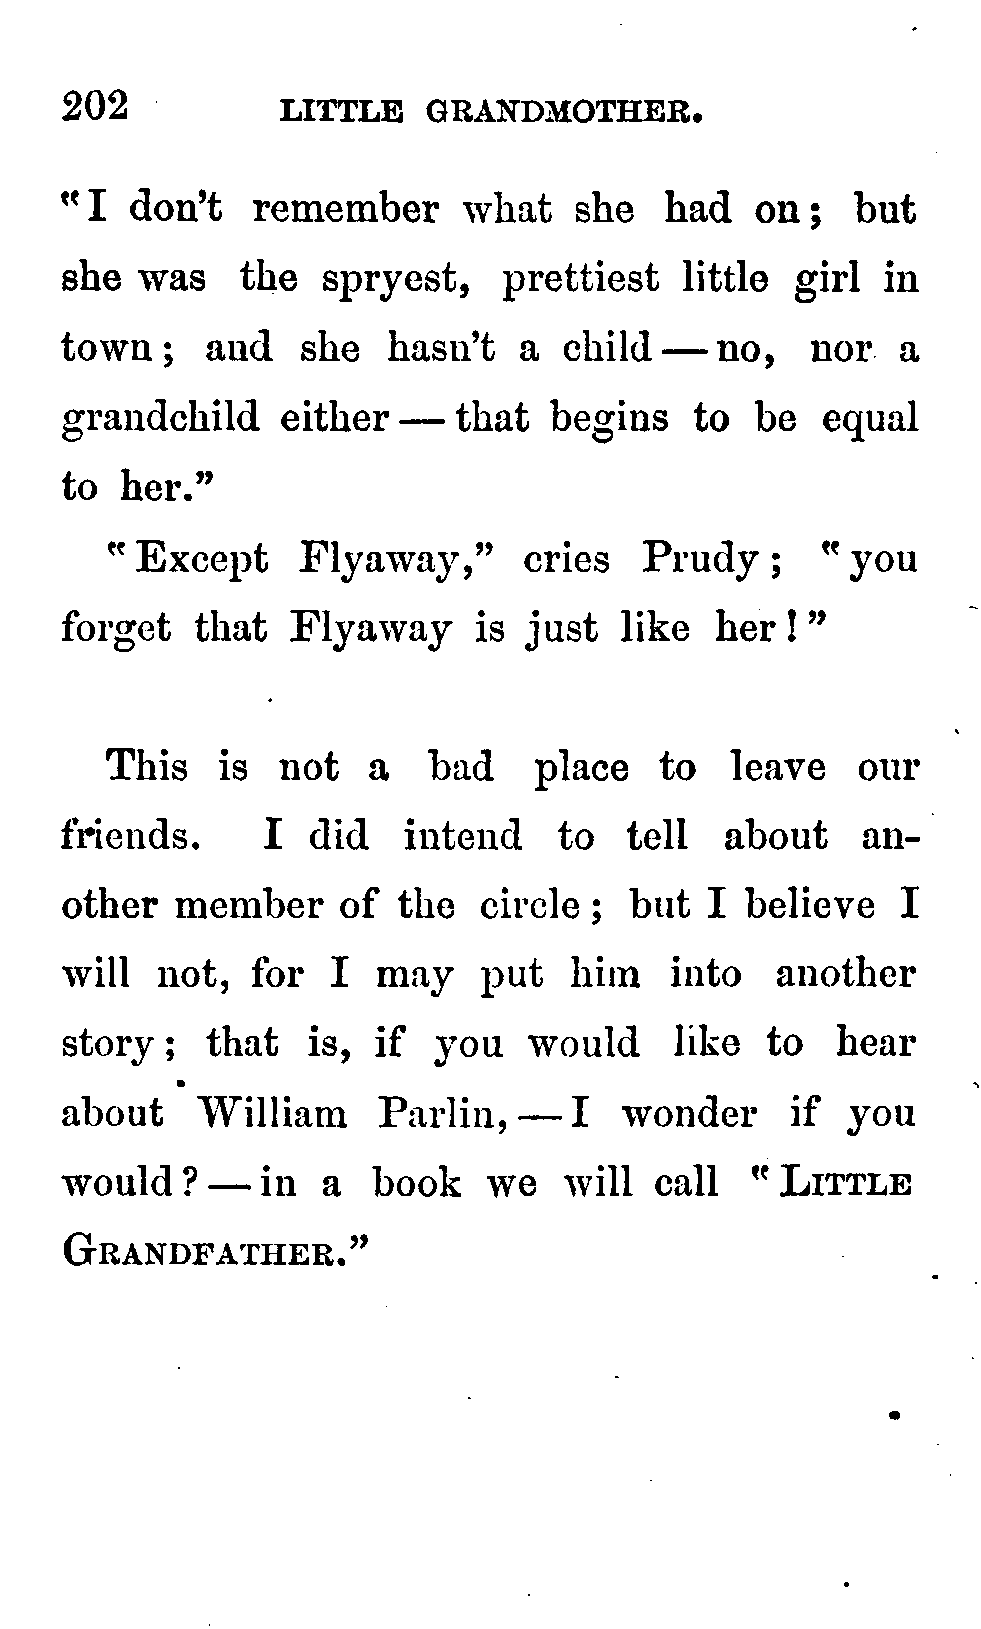 202 LITTLE GRANDMOTHER.
"I don't remember what she had on; but
she was the spryest, prettiest little girl in
town; and she hasn't a child — no, nor a
grandchild either — that begins to be equal
to her."
"Except Flyaway," cries Prudy; "you
forget that Flyaway is just like her!"
This is not a bad place to leave our
friends. I did intend to tell about an-
other member of the circle; but I believe I
will not, for I may put him into another
story; that is, if you would like to hear
about William Parlin, — I wonder if you
would? — in a book we will call "LITTLE
GRANDFATHER."